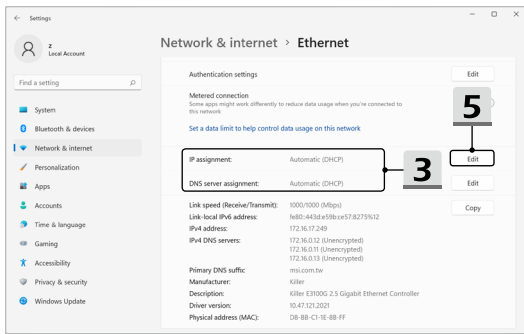 Settings
Network & internet > Ethernet
z
Local Account
Find a setting
System
Bluetooth & devices
Network & internet
Personalization
Apps
Accounts
Time & language
Gaming
Accessibility
Privacy & security
Windows Update
Authentication settings
Edit
Metered connection
Some apps might work differently to reduce data usage when you're connected to
this network
5
Set a data limit to help control data usage on this network
IP assignment: Automatic (DHCP)
Edit
3
DNS server assignment: Automatic (DHCP)
Edit
Link speed (Receive/Transmit): 1000/1000 (Mbps)
Copy
Link-local IPv6 address: fe80::443d:e59b:ce57:8275%12
IPv4 address: 172.16.17.249
IPv4 DNS servers: 172.16.0.12 (Unencrypted)
172.16.0.11 (Unencrypted)
172.16.0.13 (Unencrypted)
Primary DNS suffix: msi.com.tw
Manufacturer: Killer
Description: Killer E3100G 2.5 Gigabit Ethernet Controller
Driver version: 10.47.121.2021
Physical address (MAC): D8-BB-C1-1E-8B-FF